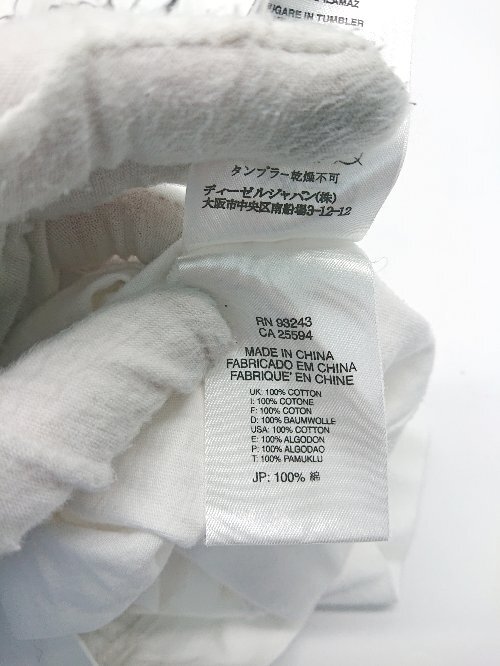 IGARE IN TUMBLER
タンブラー乾燥不可
ディーゼルジャパン(株)
大阪市中央区南船場3-12-12
RN 93243
CA 25594
MADE IN CHINA
FABRICADO EM CHINA
FABRIQUE' EN CHINE
UK: 100% COTTON
I: 100% COTONE
F: 100% COTON
D: 100% BAUMWOLLE
USA: 100% COTTON
E: 100% ALGODON
P: 100% ALGODAO
T: 100% PAMUKLU
JP: 100% 綿